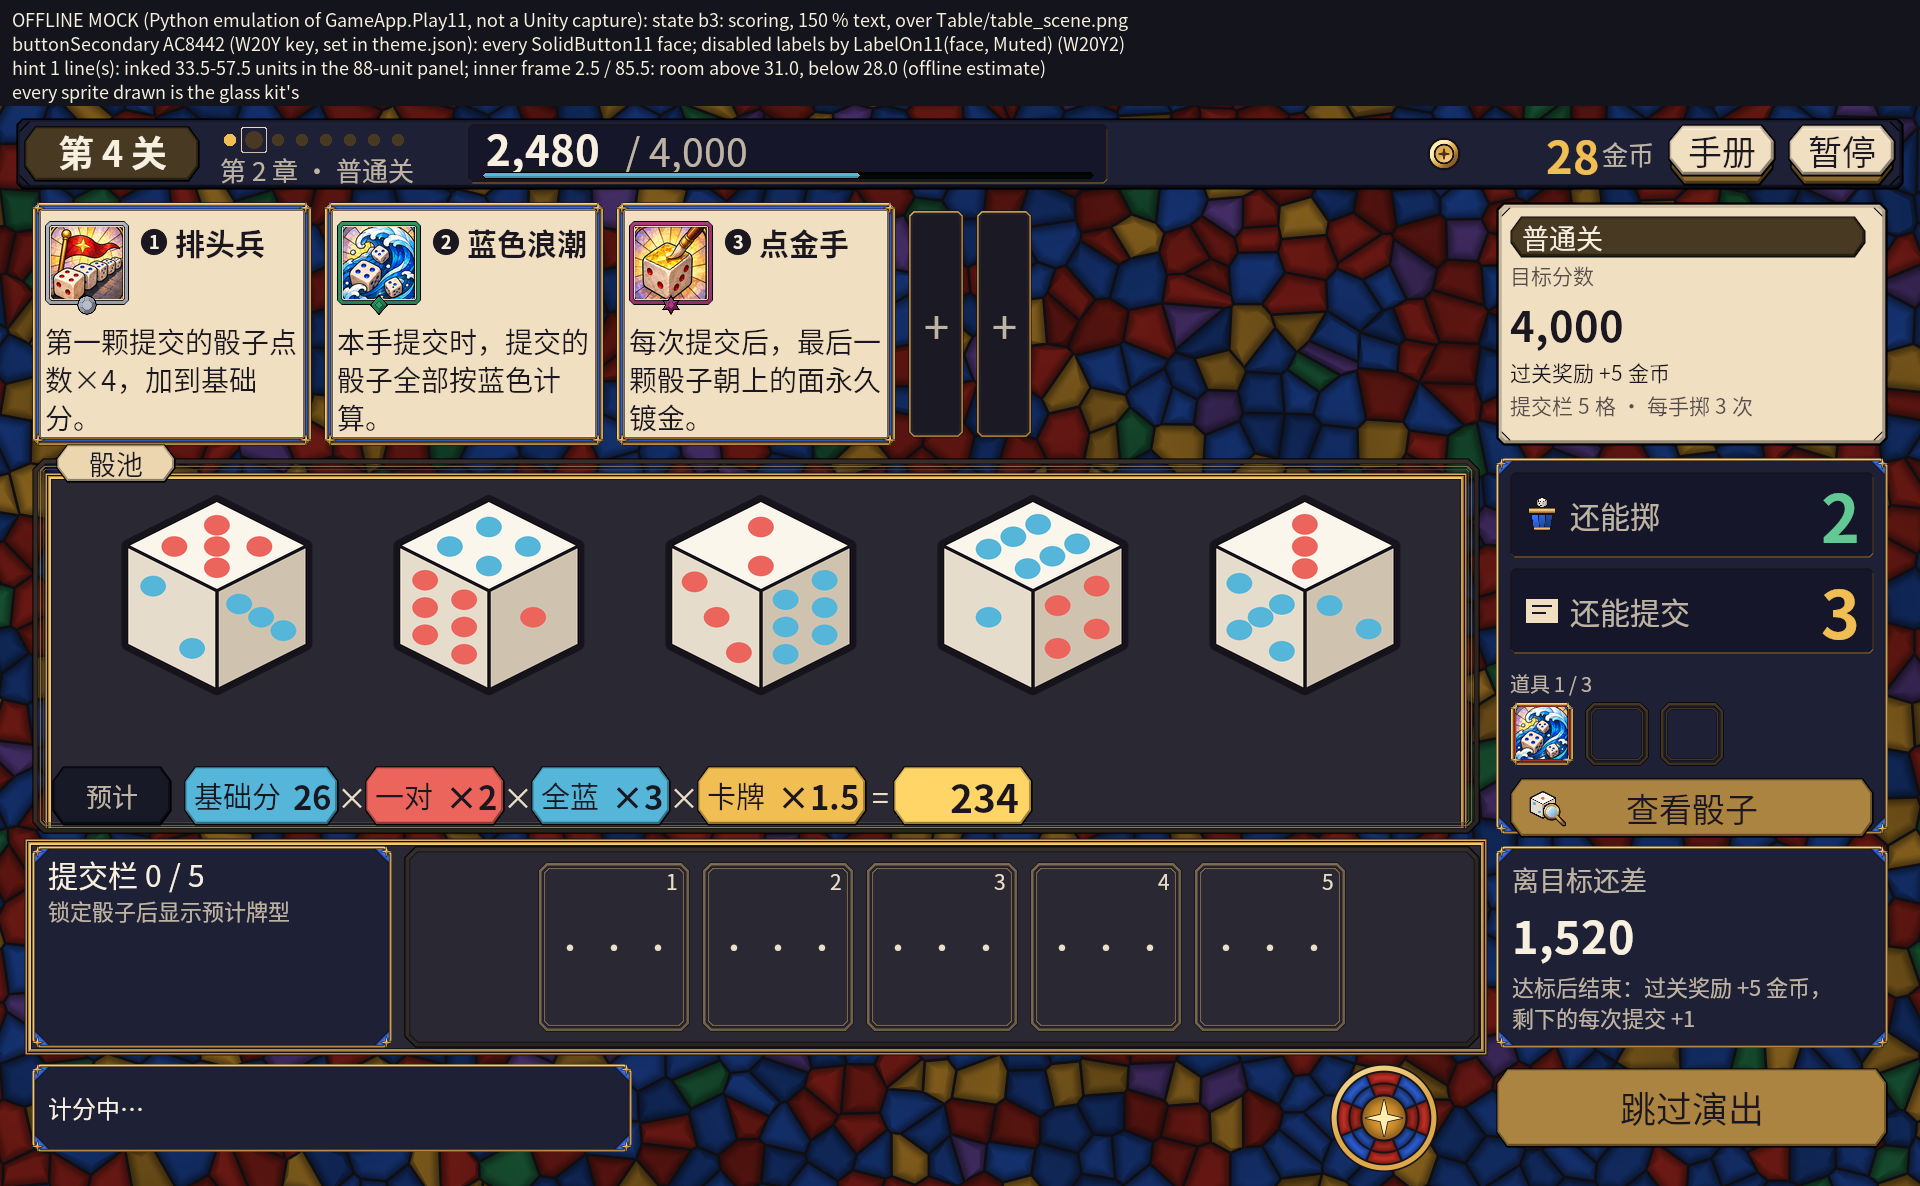 OFFLINE MOCK (Python emulation of GameApp.Play11, not a Unity capture): state b3: scoring, 150 % text, over Table/table_scene.png
buttonSecondary AC8442 (W20Y key, set in theme.json): every SolidButton11 face; disabled labels by LabelOn11(face, Muted) (W20Y2)
hint 1 line(s): inked 33.5-57.5 units in the 88-unit panel; inner frame 2.5 / 85.5: room above 31.0, below 28.0 (offline estimate)
every sprite drawn is the glass kit's
第 4 关
第 2 章 · 普通关
2,480 / 4,000
28 金币
手册
暂停
1 排头兵
第一颗提交的骰子点
数×4，加到基础
分。
2 蓝色浪潮
本手提交时，提交的
骰子全部按蓝色计
算。
3 点金手
每次提交后，最后一
颗骰子朝上的面永久
镀金。
+
+
普通关
目标分数
4,000
过关奖励 +5 金币
提交栏 5 格 · 每手掷 3 次
骰池
还能掷 2
还能提交 3
道具 1 / 3
查看骰子
预计 基础分 26 × 一对 ×2 × 全蓝 ×3 × 卡牌 ×1.5 = 234
提交栏 0 / 5
锁定骰子后显示预计牌型
1
2
3
4
5
离目标还差
1,520
达标后结束：过关奖励 +5 金币，
剩下的每次提交 +1
计分中…
跳过演出